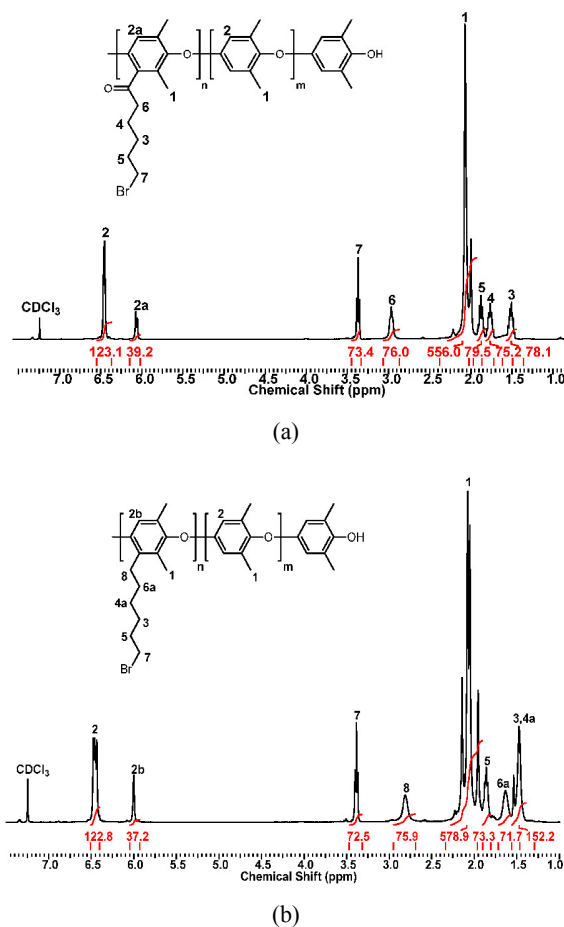 2a
2
O
O
OH
n
m
1
1
O
6
4
3
5
7
Br
1
2
7
6
5
4
3
2a
CDCl3
123.1
39.2
73.4
76.0
556.0
79.5
75.2
78.1
7.0
6.5
6.0
5.5
5.0
4.5
4.0
3.5
3.0
2.5
2.0
1.5
1.0
Chemical Shift (ppm)
(a)
2b
2
O
O
OH
n
m
8
1
1
6a
4a
3
5
7
Br
1
2
7
3,4a
5
8
6a
2b
CDCl3
122.8
37.2
72.5
75.9
578.9
73.3
71.7
152.2
7.0
6.5
6.0
5.5
5.0
4.5
4.0
3.5
3.0
2.5
2.0
1.5
1.0
Chemical Shift (ppm)
(b)